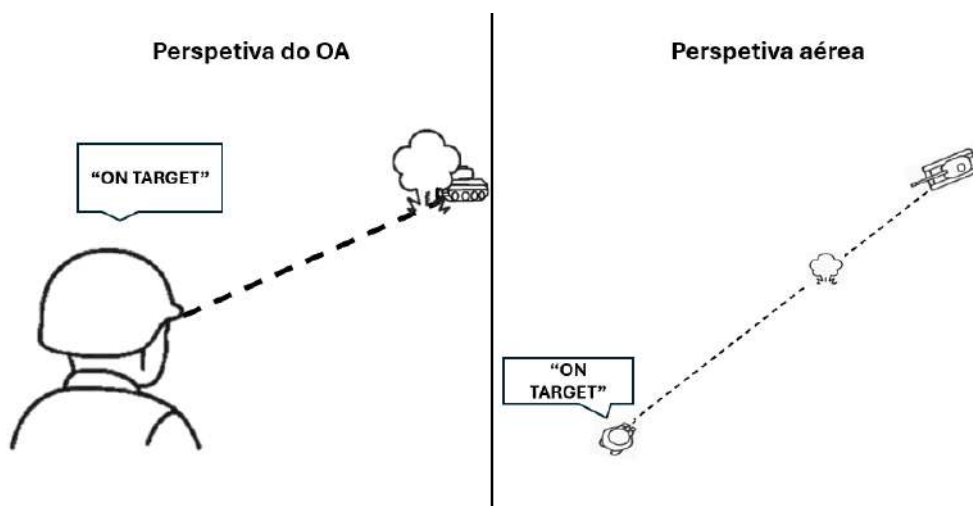 Perspetiva do OA
Perspetiva aérea
“ON TARGET”
“ON
TARGET”